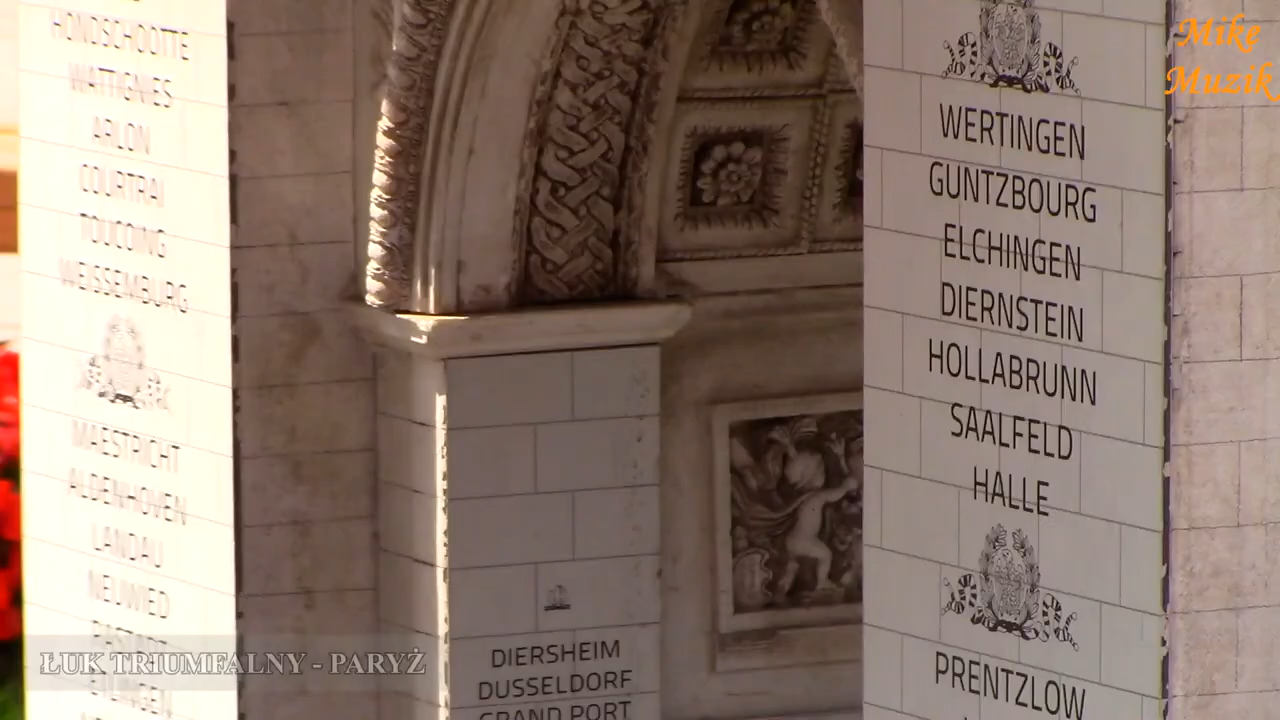 HONDSCHOOTTE
WATTIGNIES
ARLON
COURTRAI
TOUCOING
WEISSEMBURG
MAESTRICHT
ALDENHOVEN
LANDAU
NEUWIED
DIERSHEIM
DUSSELDORF
GRAND PORT
WERTINGEN
GUNTZBOURG
ELCHINGEN
DIERNSTEIN
HOLLABRUNN
SAALFELD
HALLE
PRENTZLOW
Mike
Muzik
ŁUK TRIUMFALNY - PARYŻ